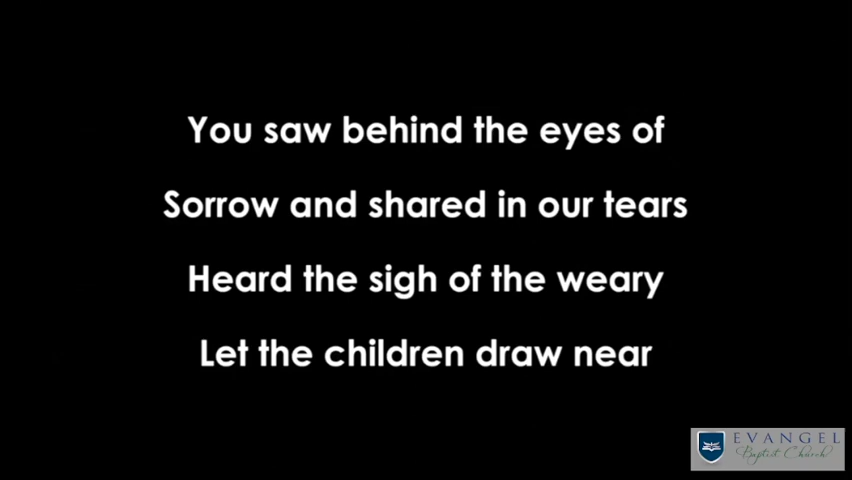 You saw behind the eyes of
Sorrow and shared in our tears
Heard the sigh of the weary
Let the children draw near
EVANGEL
Baptist Church